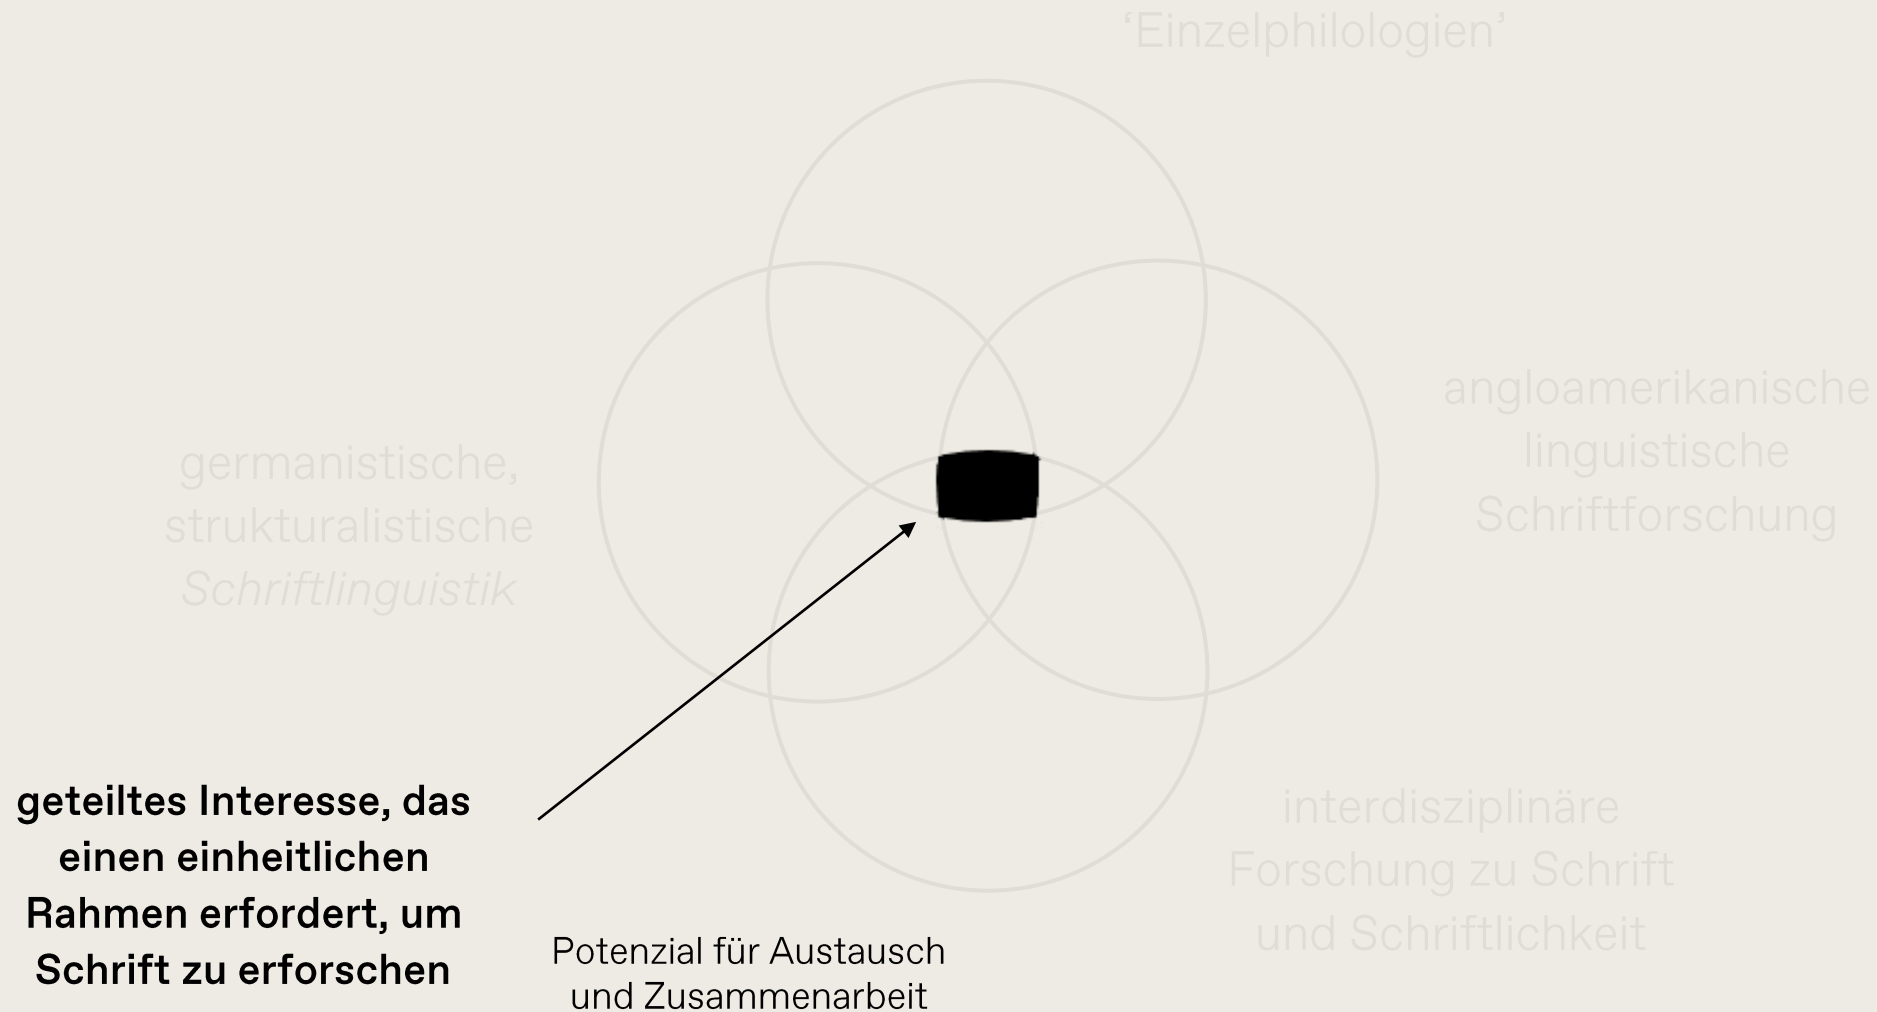 ‘Einzelphilologien’
angloamerikanische
linguistische
Schriftforschung
germanistische,
strukturalistische
Schriftlinguistik
geteiltes Interesse, das
einen einheitlichen
Rahmen erfordert, um
Schrift zu erforschen
interdisziplinäre
Forschung zu Schrift
und Schriftlichkeit
Potenzial für Austausch
und Zusammenarbeit